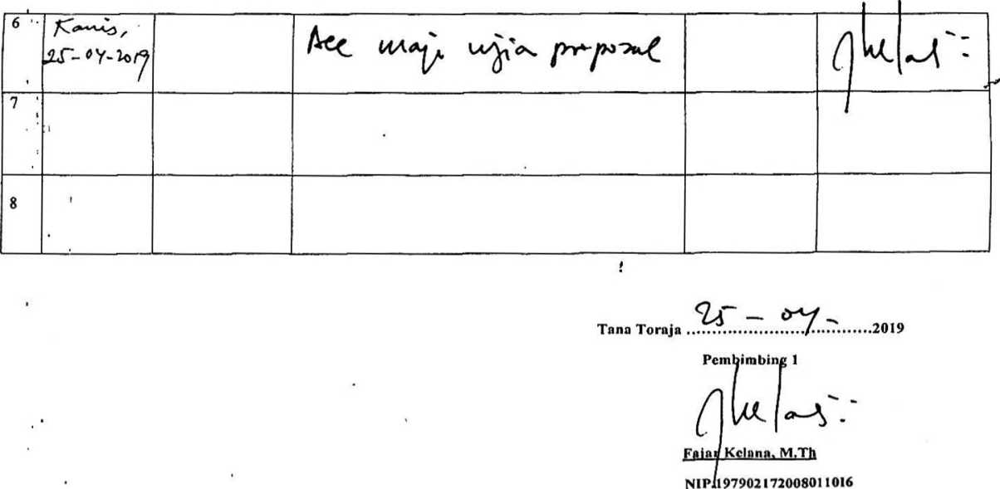 6 Kamis,
25-04-2019 Acc maju ujia proposal
7
8
Tana Toraja 25 - 04 - 2019
Pembimbing 1
Fajar Kelana, M.Th
NIP.197902172008011016